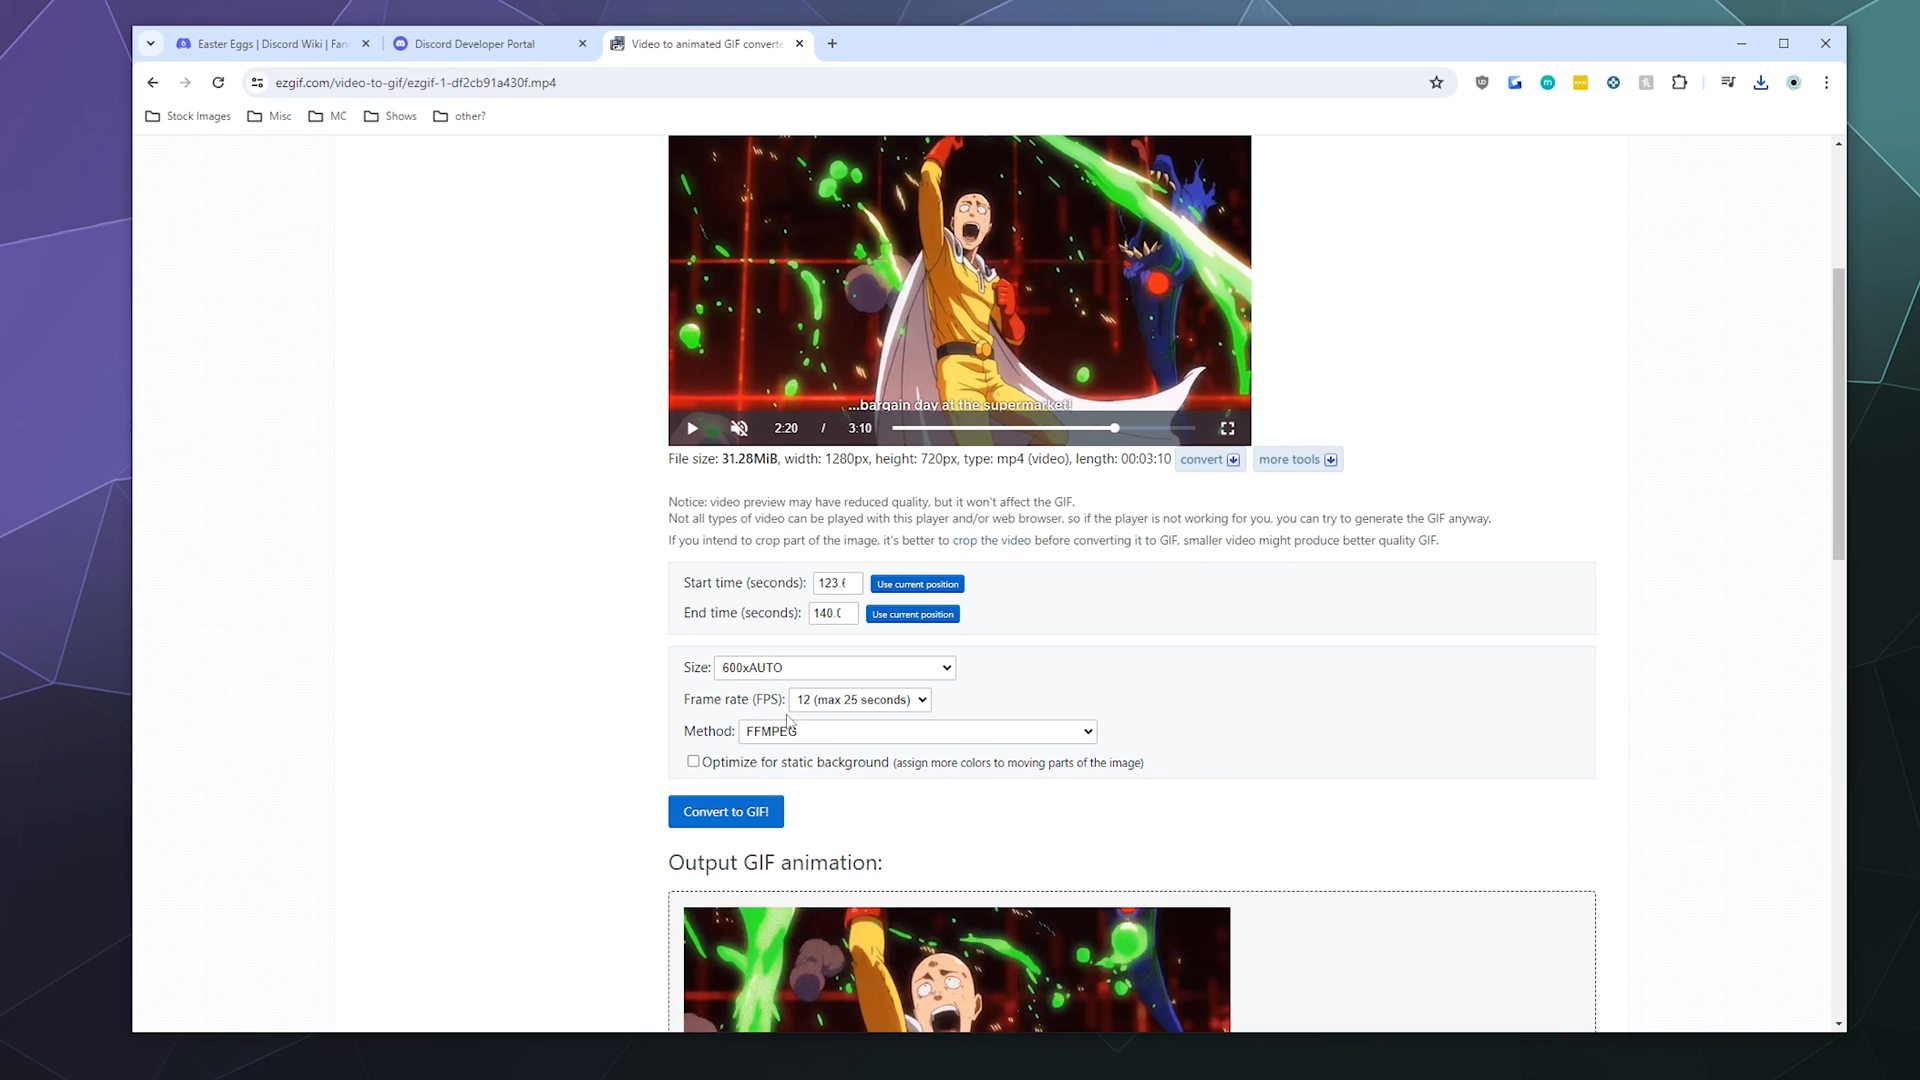 Easter Eggs | Discord Wiki | Fan
Discord Developer Portal
Video to animated GIF converte
ezgif.com/video-to-gif/ezgif-1-df2cb91a430f.mp4
Stock Images
Misc
MC
Shows
other?
...bargain day at the supermarket!
2:20 / 3:10
File size: 31.28MiB, width: 1280px, height: 720px, type: mp4 (video), length: 00:03:10 convert more tools
Notice: video preview may have reduced quality, but it won't affect the GIF.
Not all types of video can be played with this player and/or web browser, so if the player is not working for you, you can try to generate the GIF anyway.
If you intend to crop part of the image, it's better to crop the video before converting it to GIF, smaller video might produce better quality GIF.
Start time (seconds): 123.6 Use current position
End time (seconds): 140.0 Use current position
Size: 600xAUTO
Frame rate (FPS): 12 (max 25 seconds)
Method: FFMPEG
Optimize for static background (assign more colors to moving parts of the image)
Convert to GIF!
Output GIF animation: